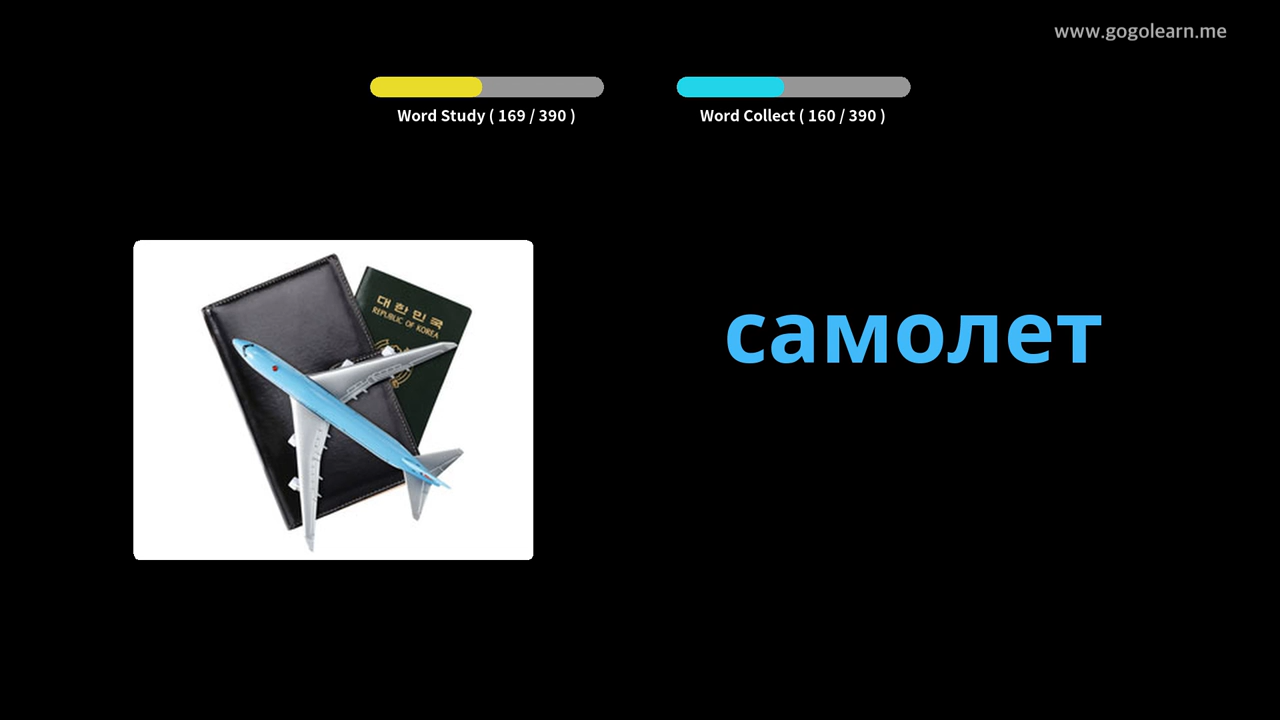 www.gogolearn.me
Word Study ( 169 / 390 )
Word Collect ( 160 / 390 )
대한민국
REPUBLIC OF KOREA
самолет